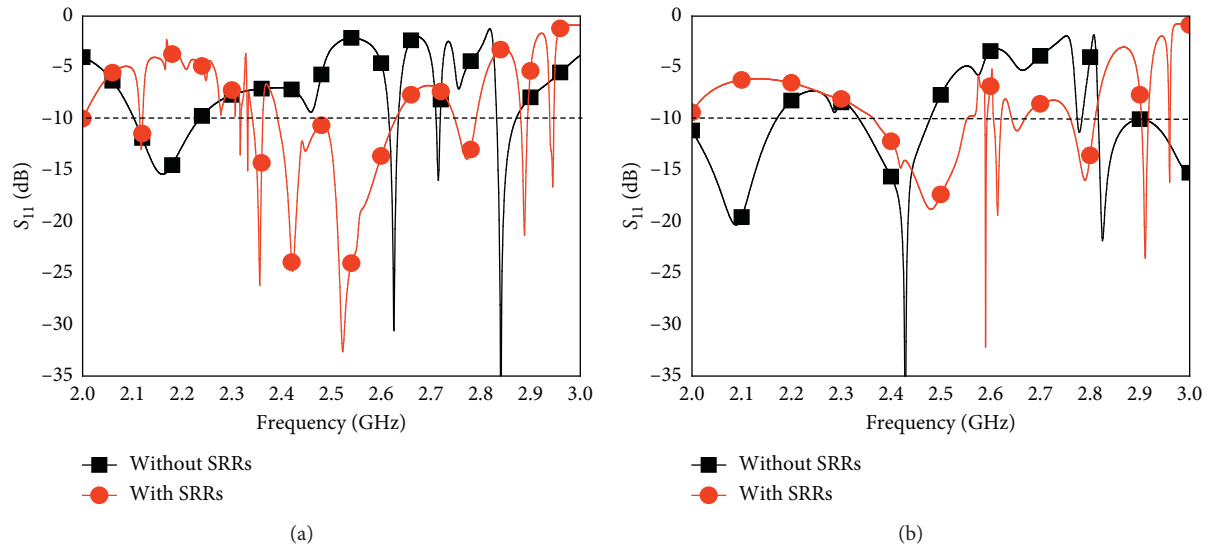 0
−5
−10
−15
−20
−25
−30
−35
S11 (dB)
2.0 2.1 2.2 2.3 2.4 2.5 2.6 2.7 2.8 2.9 3.0
Frequency (GHz)
Without SRRs
With SRRs
(a)
0
−5
−10
−15
−20
−25
−30
−35
S11 (dB)
2.0 2.1 2.2 2.3 2.4 2.5 2.6 2.7 2.8 2.9 3.0
Frequency (GHz)
Without SRRs
With SRRs
(b)